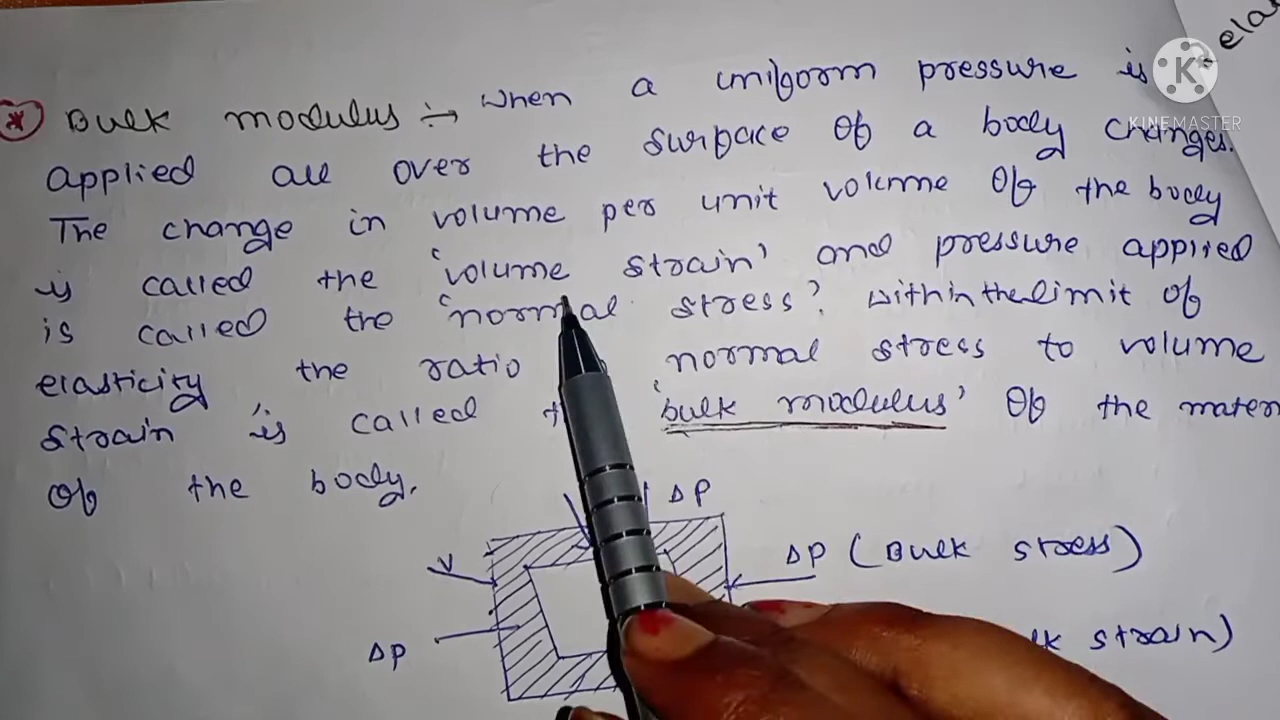 * Bulk modulus :→ When a uniform pressure is
applied all over the surface of a body changes.
The change in volume per unit volume of the body
is called the 'volume strain' and pressure applied
is called the 'normal stress'. Within the limit of
elasticity the ratio normal stress to volume
strain is called 'bulk modulus' of the
of the body.
ΔP
ΔP (Bulk stress)
strain)
ΔP
V
K
KINEMASTER